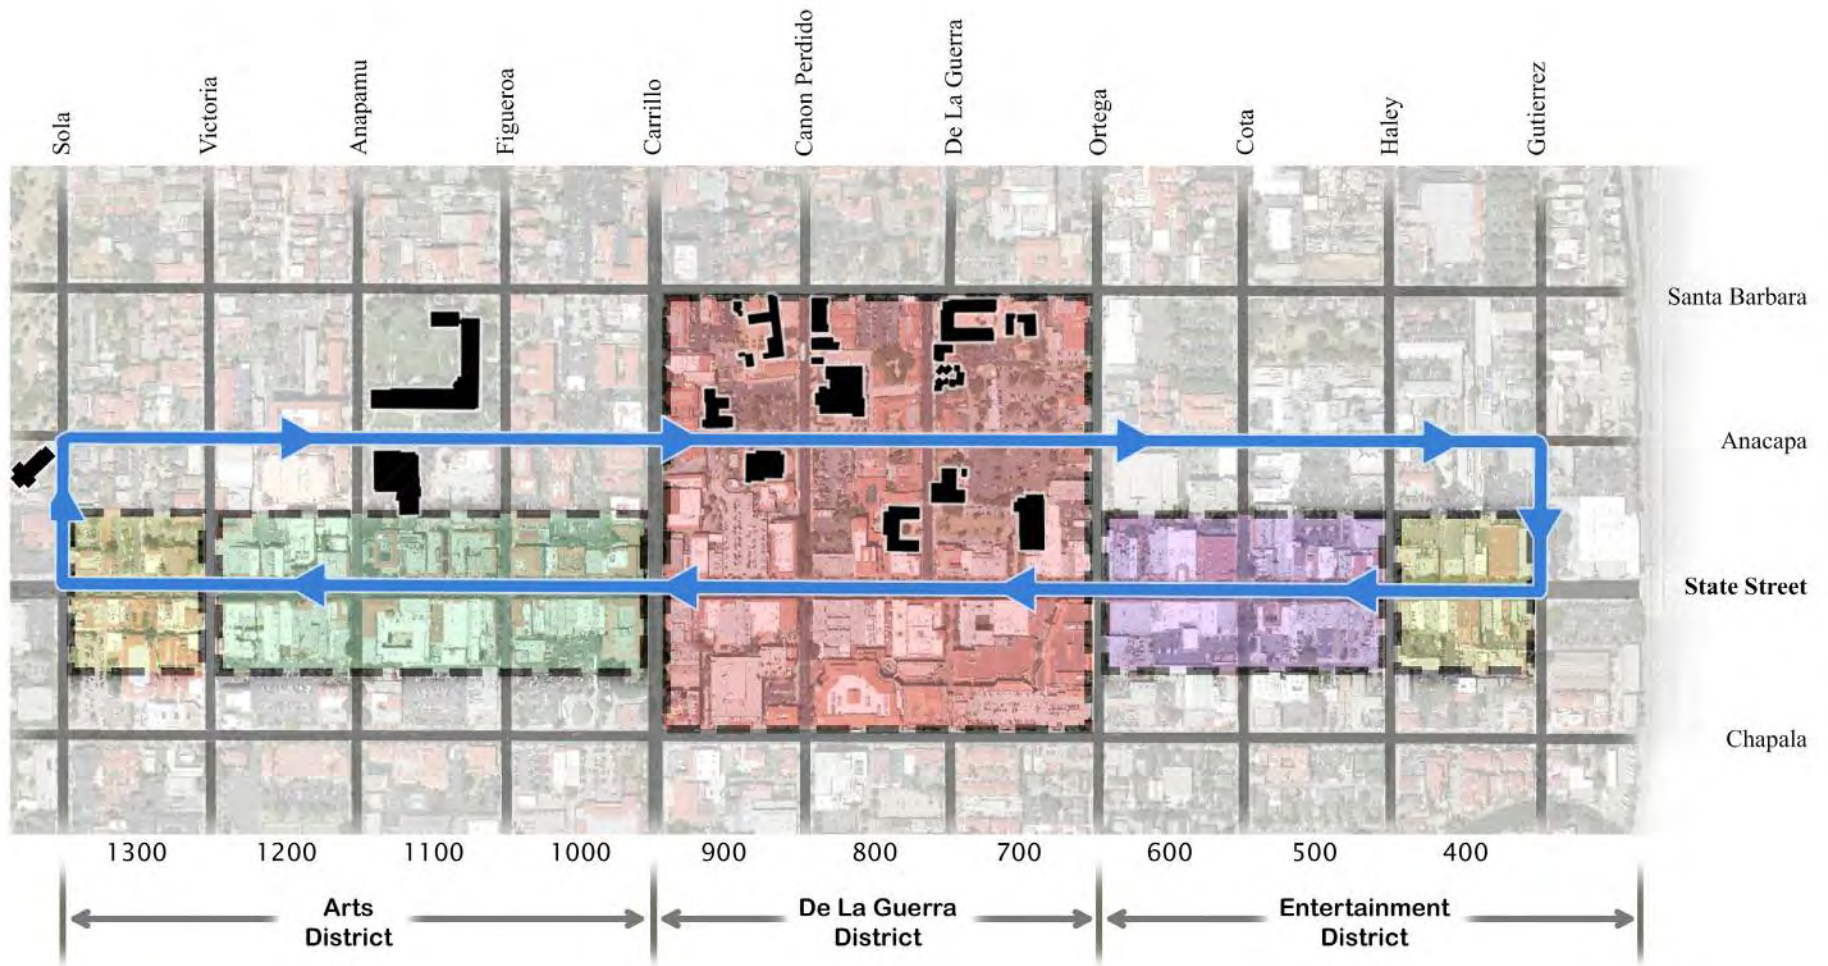 Sola
Victoria
Anapamu
Figueroa
Carrillo
Canon Perdido
De La Guerra
Ortega
Cota
Haley
Gutierrez
Santa Barbara
Anacapa
State Street
Chapala
1300
1200
1100
1000
900
800
700
600
500
400
Arts
District
De La Guerra
District
Entertainment
District